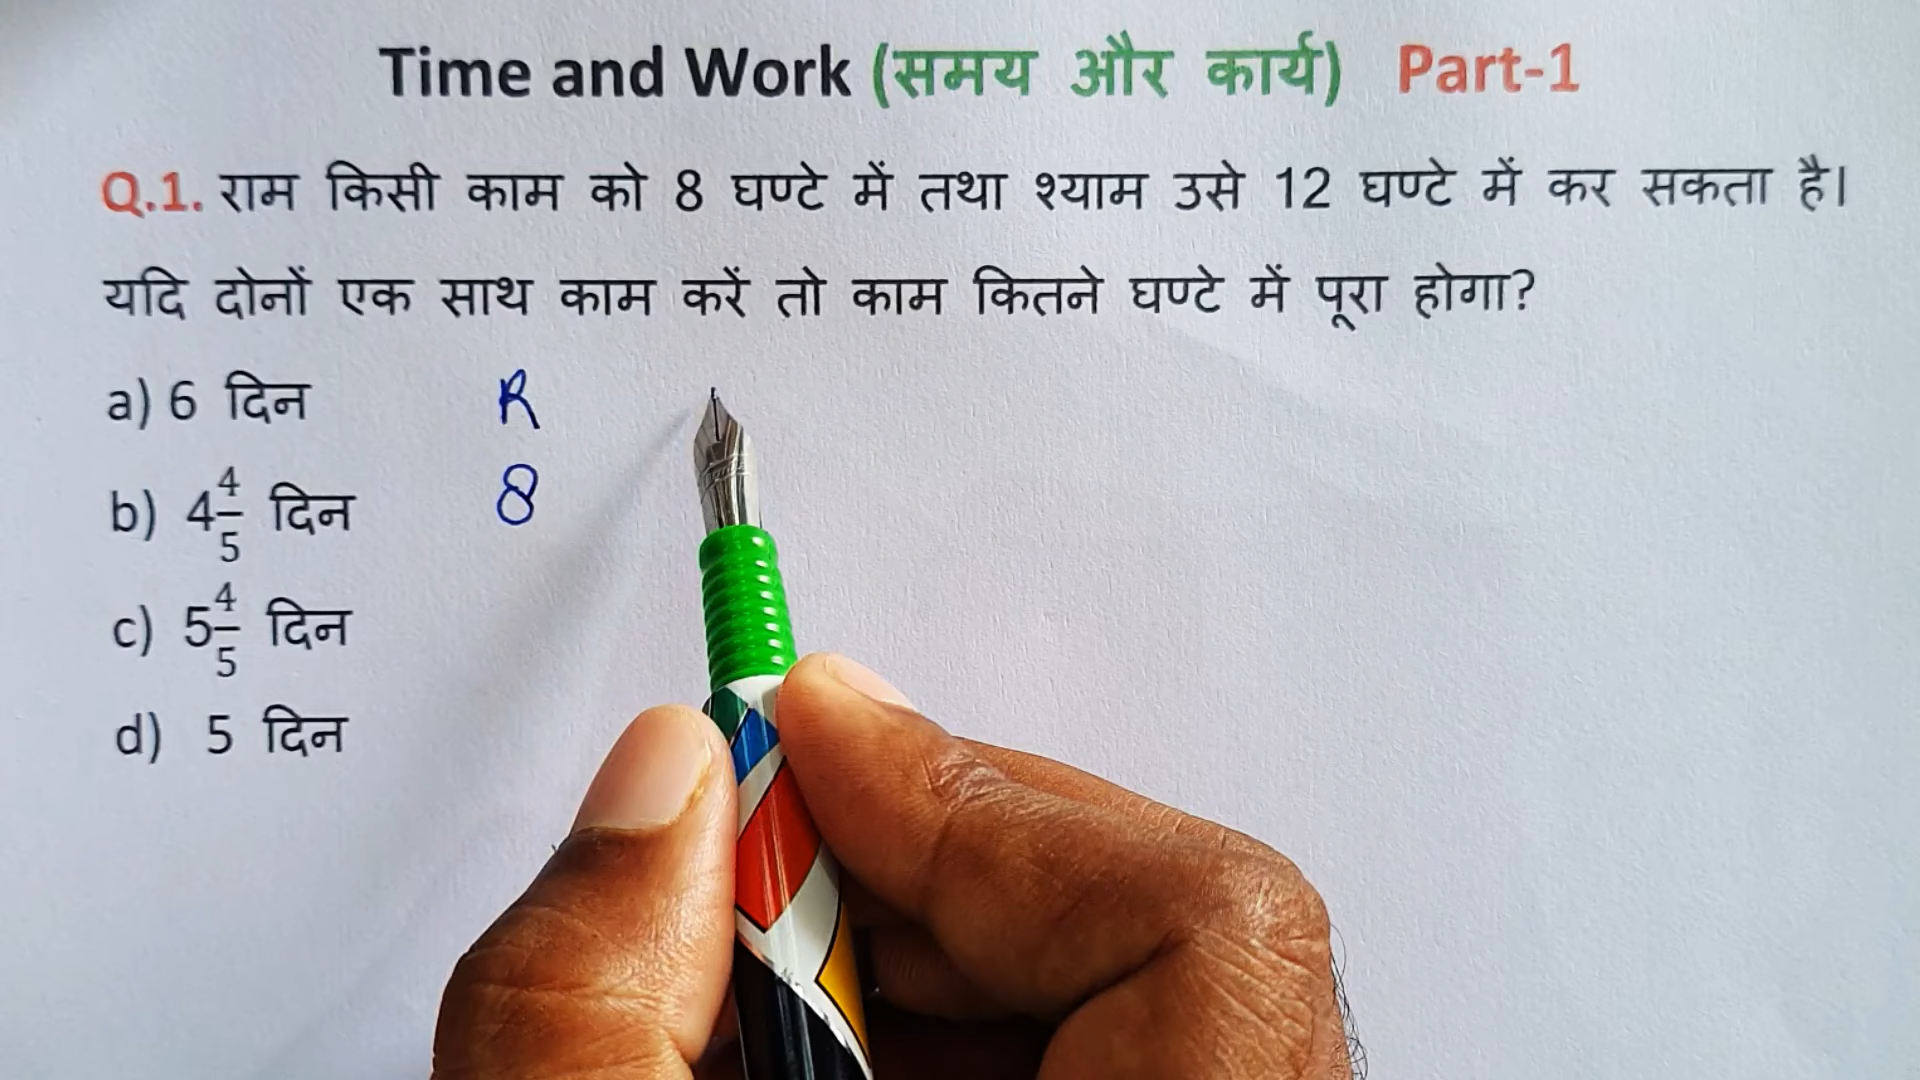 Time and Work (समय और कार्य) Part-1
Q.1. राम किसी काम को 8 घण्टे में तथा श्याम उसे 12 घण्टे में कर सकता है।
यदि दोनों एक साथ काम करें तो काम कितने घण्टे में पूरा होगा?
a) 6 दिन
R
b) 4 4/5 दिन
8
c) 5 4/5 दिन
d) 5 दिन